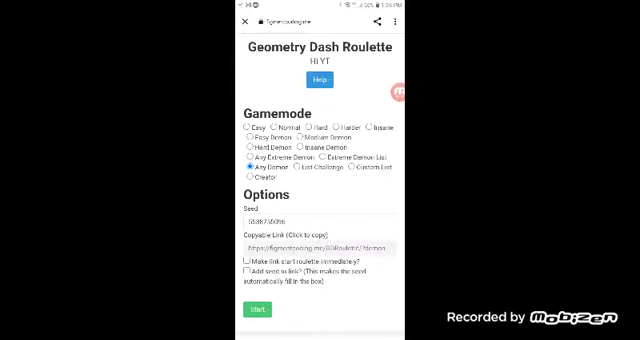 1:35 PM
figmentcoding.me
Geometry Dash Roulette
Hi YT
Help
Gamemode
Easy Normal Hard Harder Insane
Easy Demon Medium Demon
Hard Demon Insane Demon
Any Extreme Demon Extreme Demon List
Any Demon List Challenge Custom List
Creator
Options
Seed
5538755096
Copyable Link (Click to copy)
https://figmentcoding.me/GDRoulette/?demon
Make link start roulette immediately?
Add seed to link? (This makes the seed
automatically fill in the box)
Start
Recorded by Mobizen